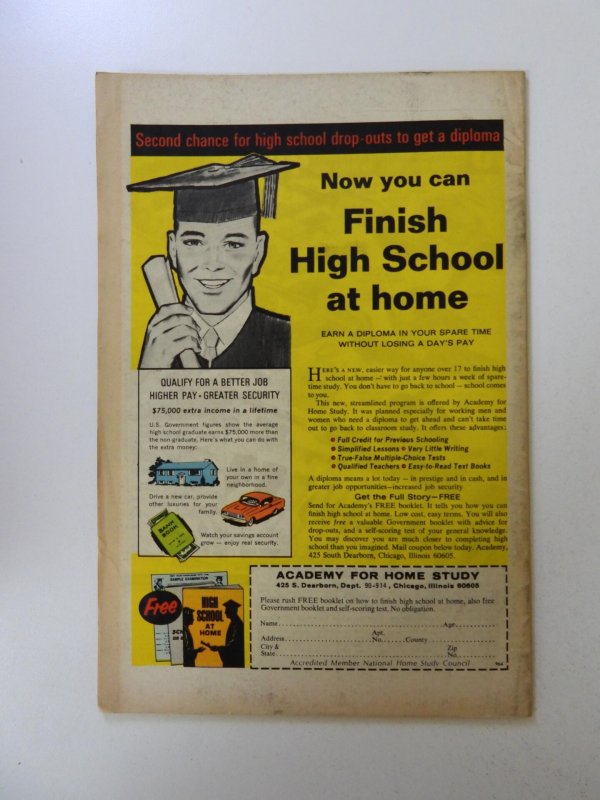 Second chance for high school drop-outs to get a diploma
Now you can
Finish
High School
at home
EARN A DIPLOMA IN YOUR SPARE TIME
WITHOUT LOSING A DAY'S PAY
QUALIFY FOR A BETTER JOB
HIGHER PAY - GREATER SECURITY
$75,000 extra income in a lifetime
U.S. Government figures show the average
high school graduate earns $75,000 more than
the non graduate. Here's what you can do with
the extra money:
Live in a home of
your own in a fine
neighborhood.
Drive a new car, provide
other luxuries for your
family.
BANK
BOOK
Watch your savings account
grow — enjoy real security.
HERE'S A NEW, easier way for anyone over 17 to finish high
school at home — with just a few hours a week of spare-
time study. You don't have to go back to school — school comes
to you.
This new, streamlined program is offered by Academy for
Home Study. It was planned especially for working men and
women who need a diploma to get ahead and can't take time
out to go back to classroom study. It offers these advantages:
• Full Credit for Previous Schooling
• Simplified Lessons • Very Little Writing
• True-False Multiple-Choice Tests
• Qualified Teachers • Easy-to-Read Text Books
A diploma means a lot today — in prestige and in cash, and in
greater job opportunities—increased job security
Get the Full Story—FREE
Send for Academy's FREE booklet. It tells you how you can
finish high school at home. Low cost, easy terms. You will also
receive free a valuable Government booklet with advice for
drop-outs, and a self-scoring test of your general knowledge.
You may discover you are much closer to completing high
school than you imagined. Mail coupon below today. Academy,
425 South Dearborn, Chicago, Illinois 60605.
SAMPLE EXAMINATION
Free
HIGH
SCHOOL
AT
HOME
ACADEMY FOR HOME STUDY
425 S. Dearborn, Dept. 90-914, Chicago, Illinois 60605
Please rush FREE booklet on how to finish high school at home, also free
Government booklet and self-scoring test. No obligation.
Name Age
Address Apt. No. County
City & State Zip No.
Accredited Member National Home Study Council 964